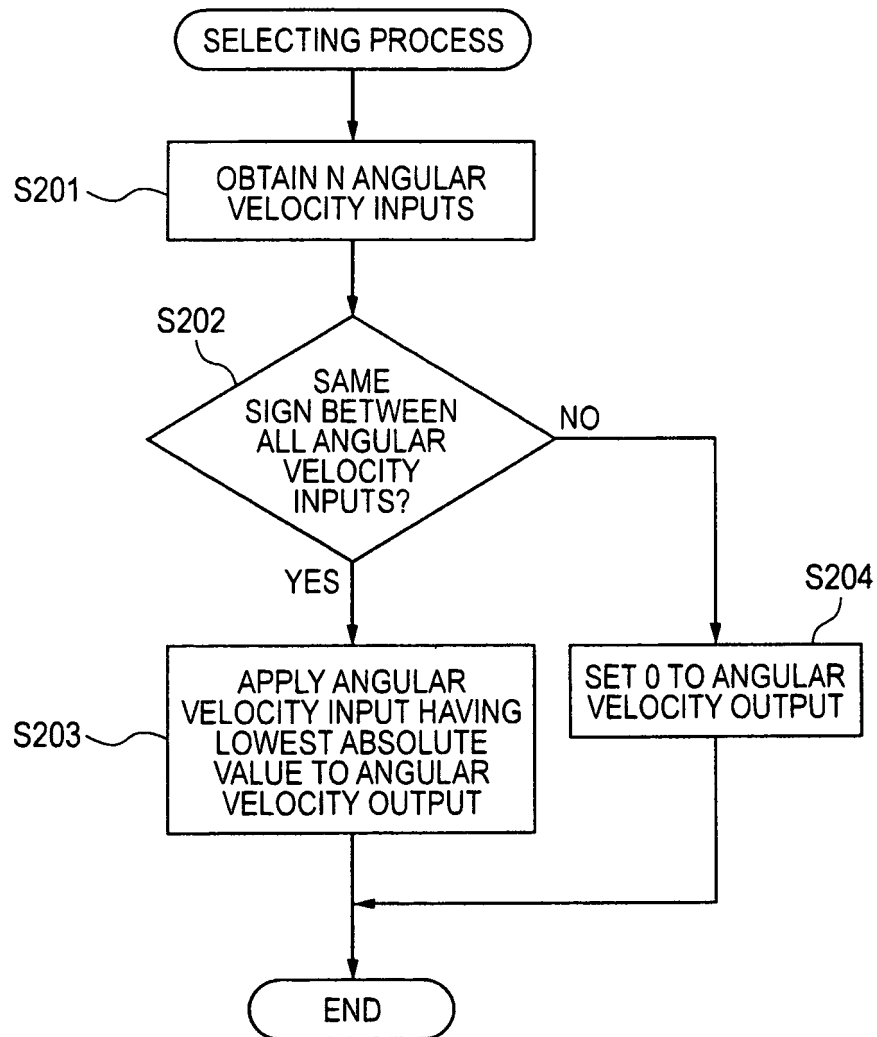 SELECTING PROCESS
S201
OBTAIN N ANGULAR
VELOCITY INPUTS
S202
SAME
SIGN BETWEEN
ALL ANGULAR
VELOCITY
INPUTS?
NO
YES
S204
SET 0 TO ANGULAR
VELOCITY OUTPUT
S203
APPLY ANGULAR
VELOCITY INPUT HAVING
LOWEST ABSOLUTE
VALUE TO ANGULAR
VELOCITY OUTPUT
END